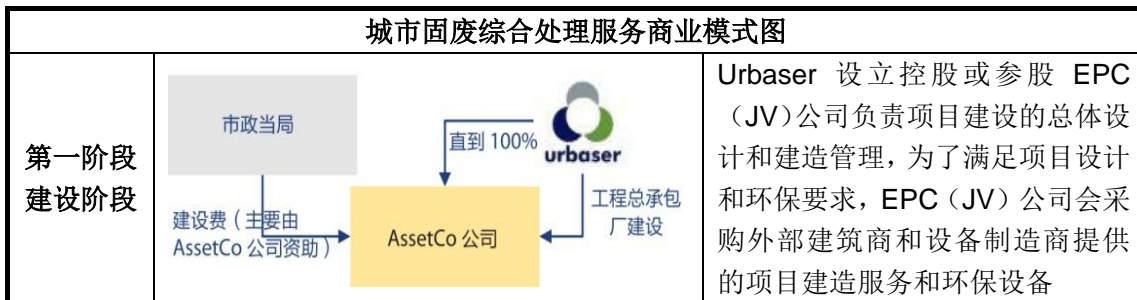 城市固废综合处理服务商业模式图
第一阶段
建设阶段
市政当局
直到 100%
urbaser
工程总承包
厂建设
建设费（主要由
AssetCo 公司资助）
AssetCo 公司
Urbaser 设立控股或参股 EPC
（JV）公司负责项目建设的总体设
计和建造管理，为了满足项目设计
和环保要求，EPC（JV）公司会采
购外部建筑商和设备制造商提供
的项目建造服务和环保设备